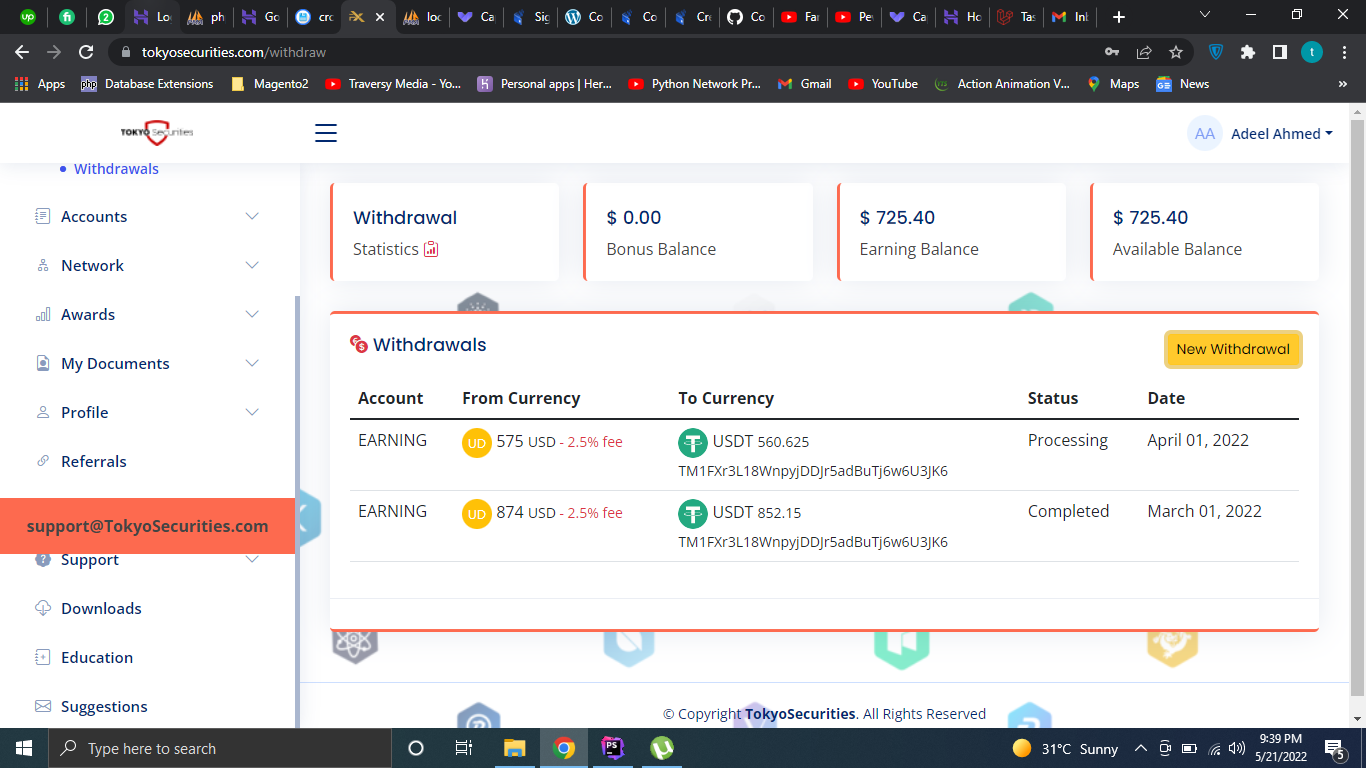 Lo
ph
Go
cro
loc
Ca
Sig
Co
Co
Cre
Co
Far
Pe
Ca
Ho
Tas
Inb
tokyosecurities.com/withdraw
t
Apps
php Database Extensions
Magento2
Traversy Media - Yo...
Personal apps | Her...
Python Network Pr...
Gmail
YouTube
Action Animation V...
Maps
News
»
TOKYO Securities
AA
Adeel Ahmed
Withdrawals
Accounts
Network
Awards
My Documents
Profile
Referrals
support@TokyoSecurities.com
Support
Downloads
Education
Suggestions
Withdrawal
Statistics
$ 0.00
Bonus Balance
$ 725.40
Earning Balance
$ 725.40
Available Balance
Withdrawals
New Withdrawal
Account From Currency To Currency Status Date
EARNING UD 575 USD - 2.5% fee USDT 560.625 Processing April 01, 2022
TM1FXr3L18WnpyjDDJr5adBuTj6w6U3JK6
EARNING UD 874 USD - 2.5% fee USDT 852.15 Completed March 01, 2022
TM1FXr3L18WnpyjDDJr5adBuTj6w6U3JK6
© Copyright TokyoSecurities. All Rights Reserved
Type here to search
PS
31°C Sunny
9:39 PM
5/21/2022
5